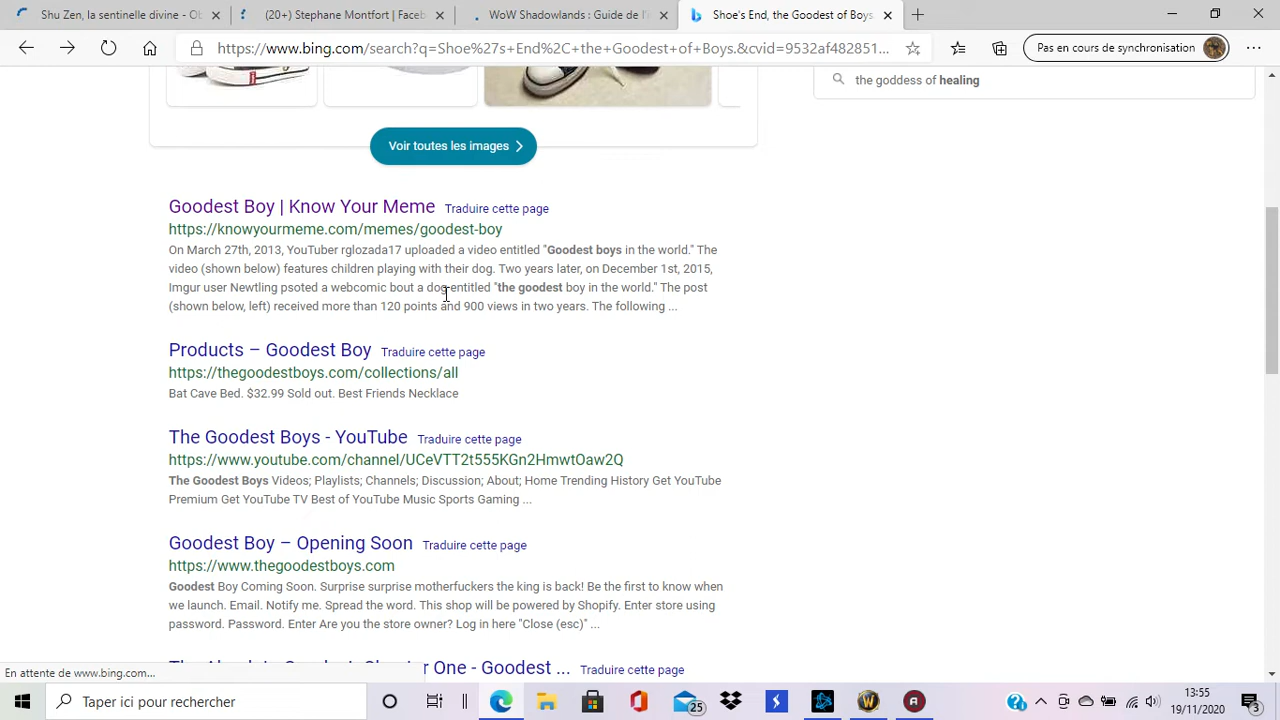 Shu Zen, la sentinelle divine - Ob
(20+) Stephane Montfort | Faceb
WoW Shadowlands : Guide de l'
Shoe's End, the Goodest of Boys.
https://www.bing.com/search?q=Shoe%27s+End%2C+the+Goodest+of+Boys.&cvid=9532af482851...
Pas en cours de synchronisation
the goddess of healing
Voir toutes les images
Goodest Boy | Know Your Meme Traduire cette page
https://knowyourmeme.com/memes/goodest-boy
On March 27th, 2013, YouTuber rglozada17 uploaded a video entitled "Goodest boys in the world." The
video (shown below) features children playing with their dog. Two years later, on December 1st, 2015,
Imgur user Newtling psoted a webcomic bout a dog entitled "the goodest boy in the world." The post
(shown below, left) received more than 120 points and 900 views in two years. The following ...
Products – Goodest Boy Traduire cette page
https://thegoodestboys.com/collections/all
Bat Cave Bed. $32.99 Sold out. Best Friends Necklace
The Goodest Boys - YouTube Traduire cette page
https://www.youtube.com/channel/UCeVTT2t555KGn2HmwtOaw2Q
The Goodest Boys Videos; Playlists; Channels; Discussion; About; Home Trending History Get YouTube
Premium Get YouTube TV Best of YouTube Music Sports Gaming ...
Goodest Boy – Opening Soon Traduire cette page
https://www.thegoodestboys.com
Goodest Boy Coming Soon. Surprise surprise motherfuckers the king is back! Be the first to know when
we launch. Email. Notify me. Spread the word. This shop will be powered by Shopify. Enter store using
password. Password. Enter Are you the store owner? Log in here "Close (esc)" ...
The Absolute Goodest: Chapter One - Goodest ... Traduire cette page
En attente de www.bing.com...
Taper ici pour rechercher
25
13:55
19/11/2020
3